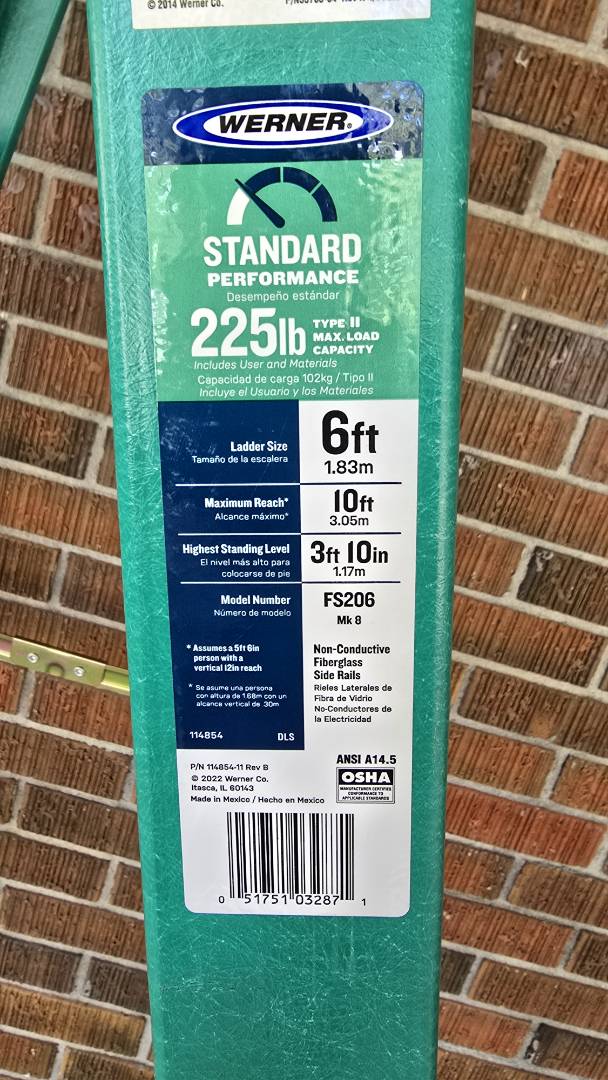 © 2014 Werner Co.
WERNER®
STANDARD
PERFORMANCE
Desempeño estándar
225lb TYPE II
MAX. LOAD
CAPACITY
Includes User and Materials
Capacidad de carga 102kg / Tipo II
Incluye el Usuario y los Materiales
Ladder Size
Tamaño de la escalera
6ft
1.83m
Maximum Reach*
Alcance máximo*
10ft
3.05m
Highest Standing Level
El nivel más alto para
colocarse de pie
3ft 10in
1.17m
Model Number
Número de modelo
FS206
Mk 8
* Assumes a 5ft 6in
person with a
vertical 12in reach
* Se asume una persona
con altura de 1.68m con un
alcance vertical de .30m
114854 DLS
Non-Conductive
Fiberglass
Side Rails
Rieles Laterales de
Fibra de Vidrio
No-Conductores de
la Electricidad
P/N 114854-11 Rev B
© 2022 Werner Co.
Itasca, IL 60143
Made in Mexico / Hecho en Mexico
ANSI A14.5
OSHA
MANUFACTURER CERTIFIES
CONFORMANCE TO
APPLICABLE STANDARDS
0 51751 03287 1